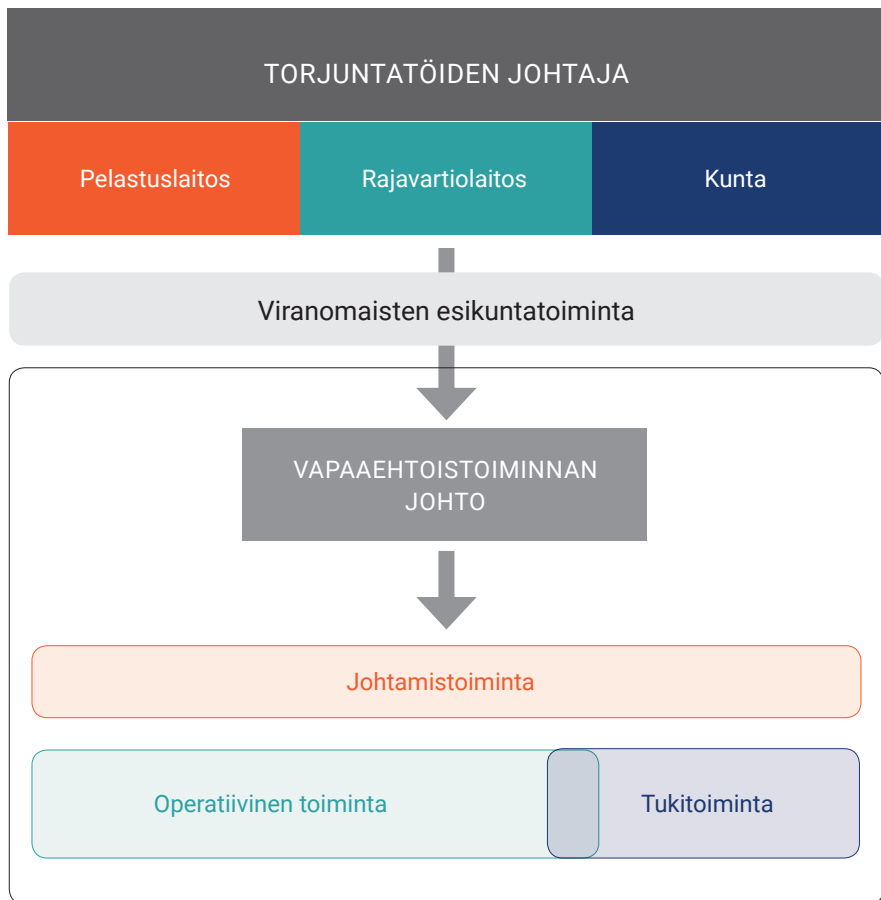 TORJUNTATÖIDEN JOHTAJA
Pelastuslaitos
Rajavartiolaitos
Kunta
Viranomaisten esikuntatoiminta
VAPAAEHTOISTOIMINNAN
JOHTO
Johtamistoiminta
Operatiivinen toiminta
Tukitoiminta